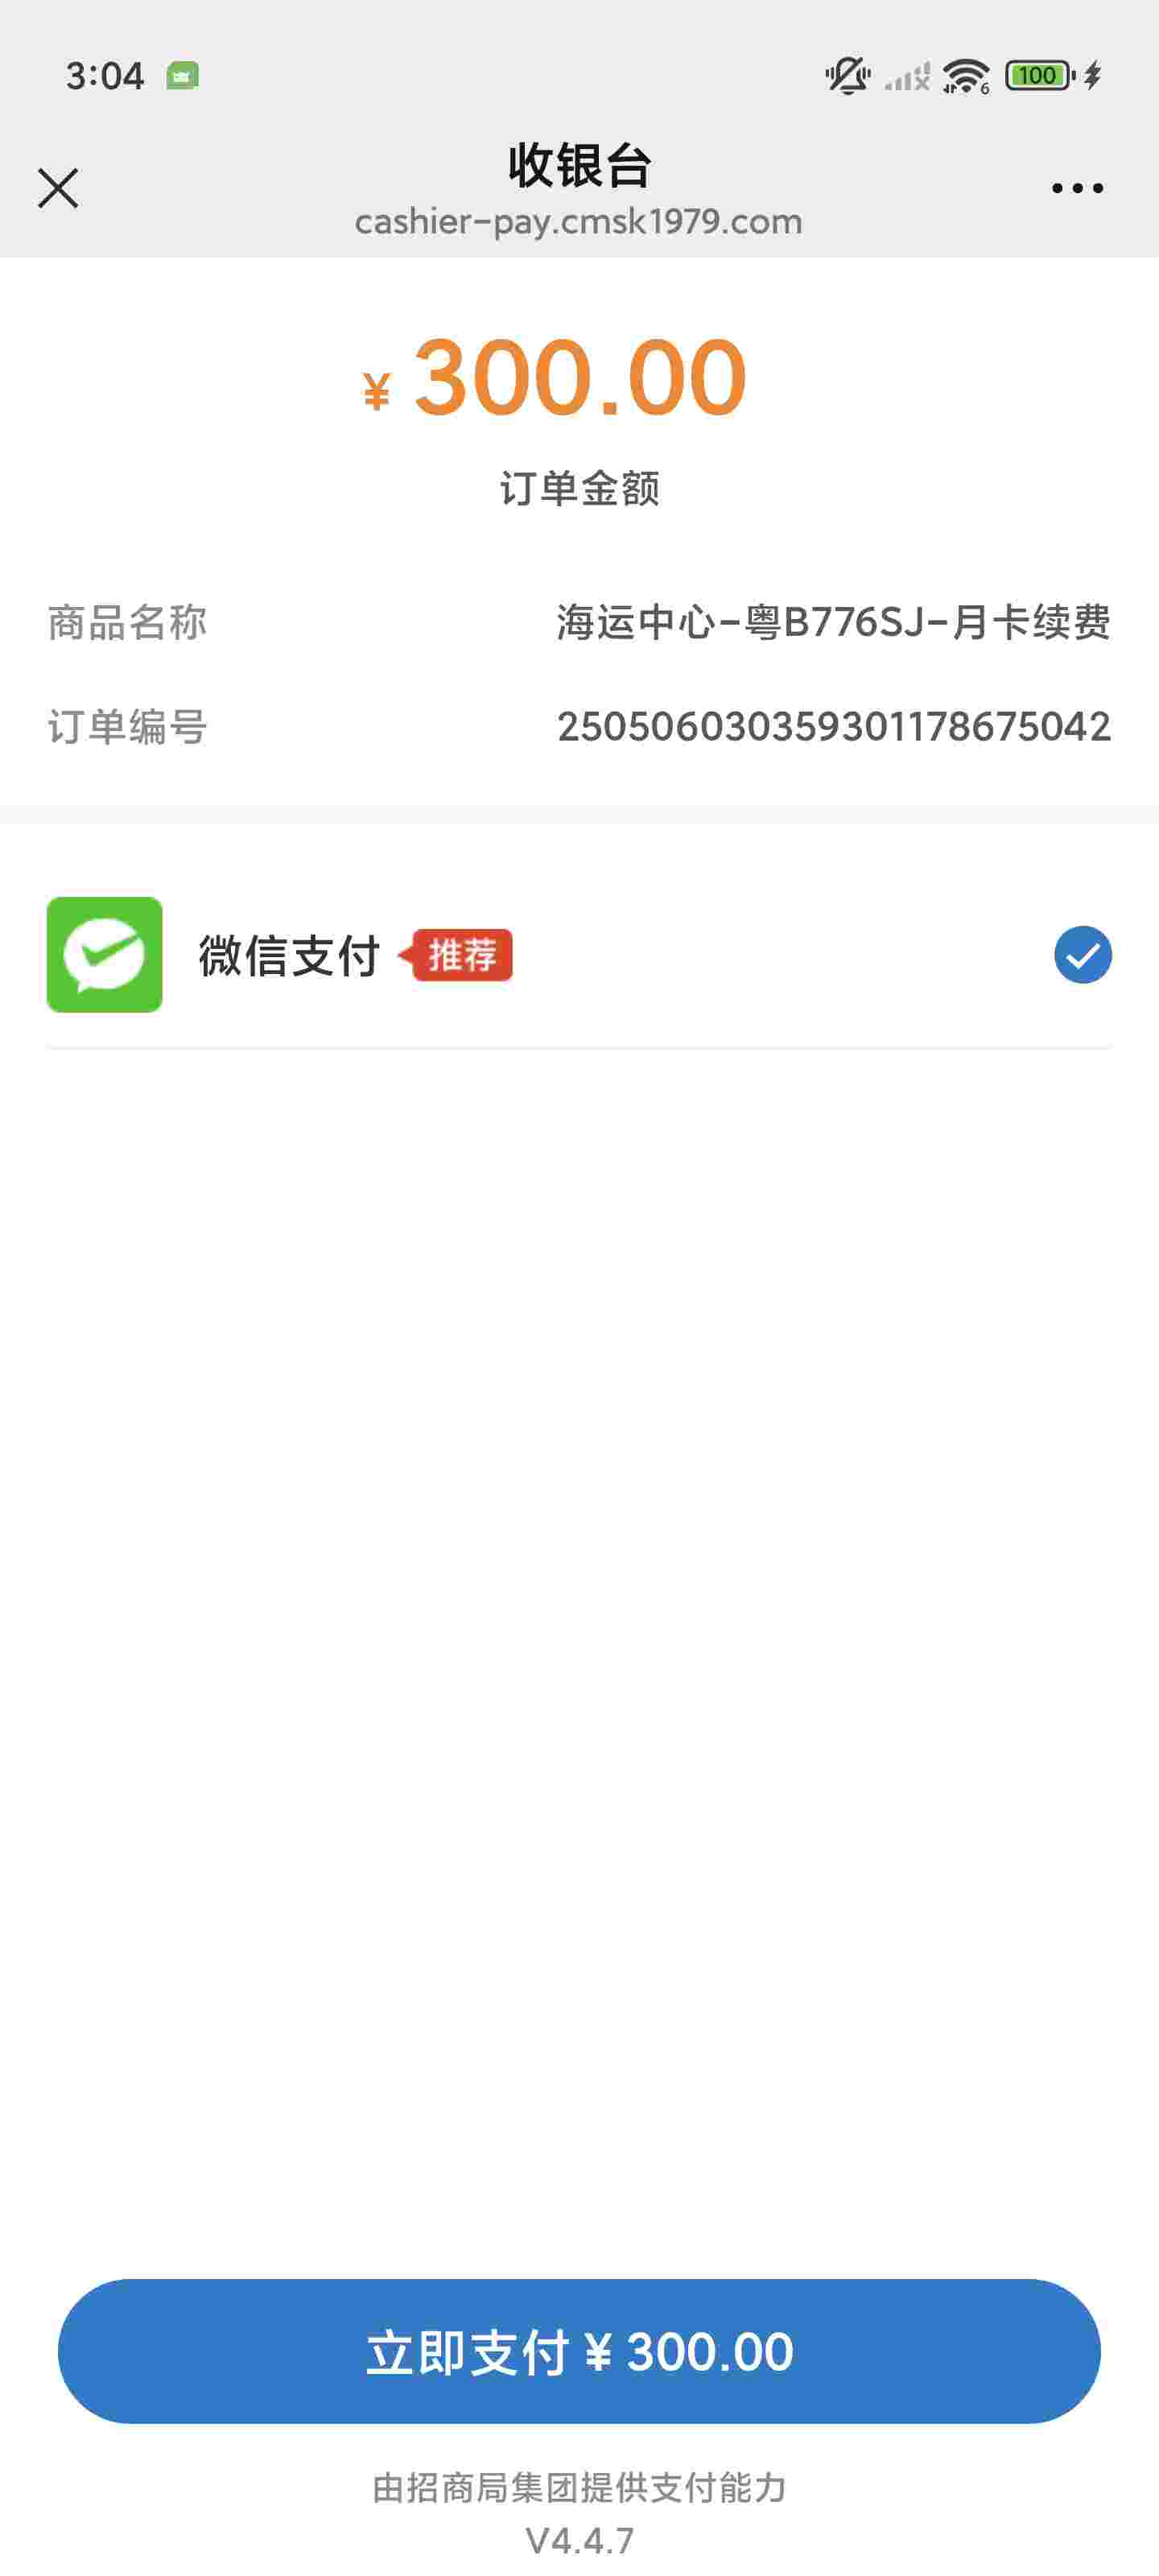 3:04
6
100
收银台
cashier-pay.cmsk1979.com
¥ 300.00
订单金额
商品名称 海运中心-粤B776SJ-月卡续费
订单编号 2505060303593011786​75042
微信支付 推荐
立即支付 ¥ 300.00
由招商局集团提供支付能力
V4.4.7